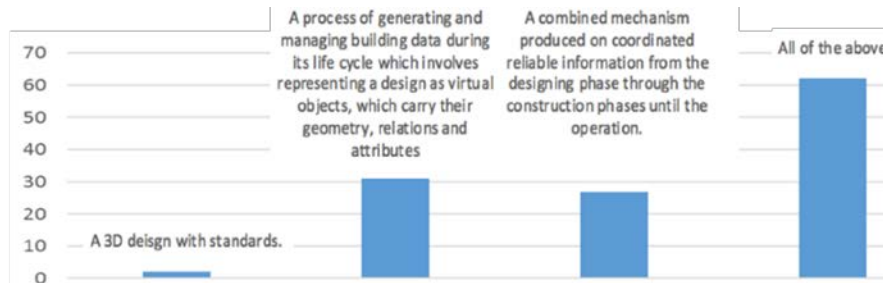 A process of generating and
managing building data during
its life cycle which involves
representing a design as virtual
objects, which carry their
geometry, relations and
attributes
A combined mechanism
produced on coordinated
reliable information from the
designing phase through the
construction phases until the
operation.
All of the above
70
60
50
40
30
20
10
0
A 3D deisgn with standards.